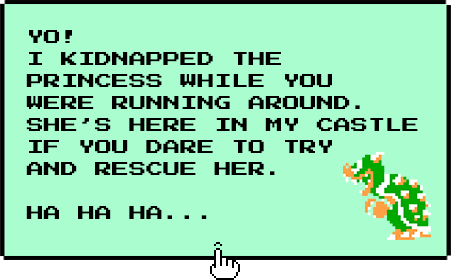 YO!
I KIDNAPPED THE
PRINCESS WHILE YOU
WERE RUNNING AROUND.
SHE'S HERE IN MY CASTLE
IF YOU DARE TO TRY
AND RESCUE HER.
HA HA HA...